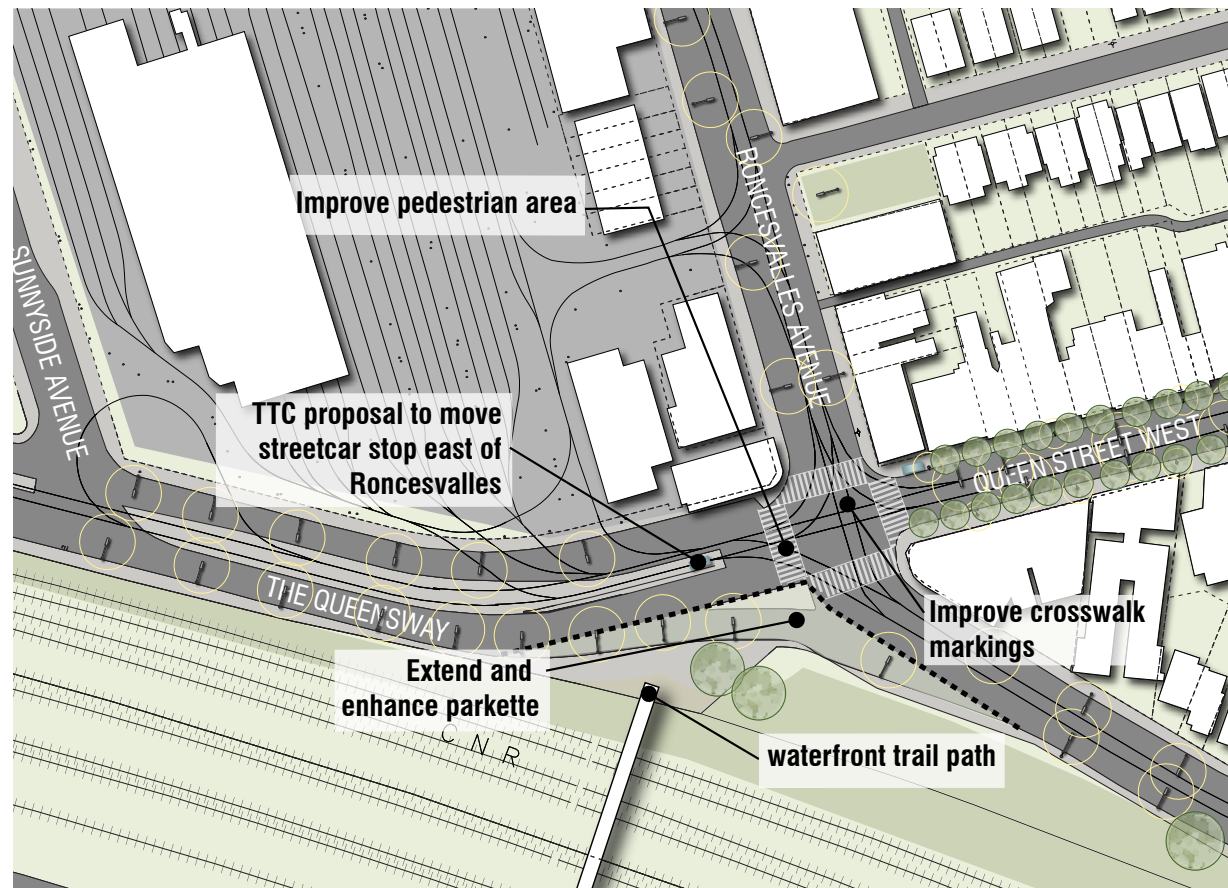 Improve pedestrian area
RONCESVALLES AVENUE
SUNNYSIDE AVENUE
TTC proposal to move
streetcar stop east of
Roncesvalles
QUEEN STREET WEST
THE QUEENSWAY
Improve crosswalk
markings
Extend and
enhance parkette
CNR
waterfront trail path